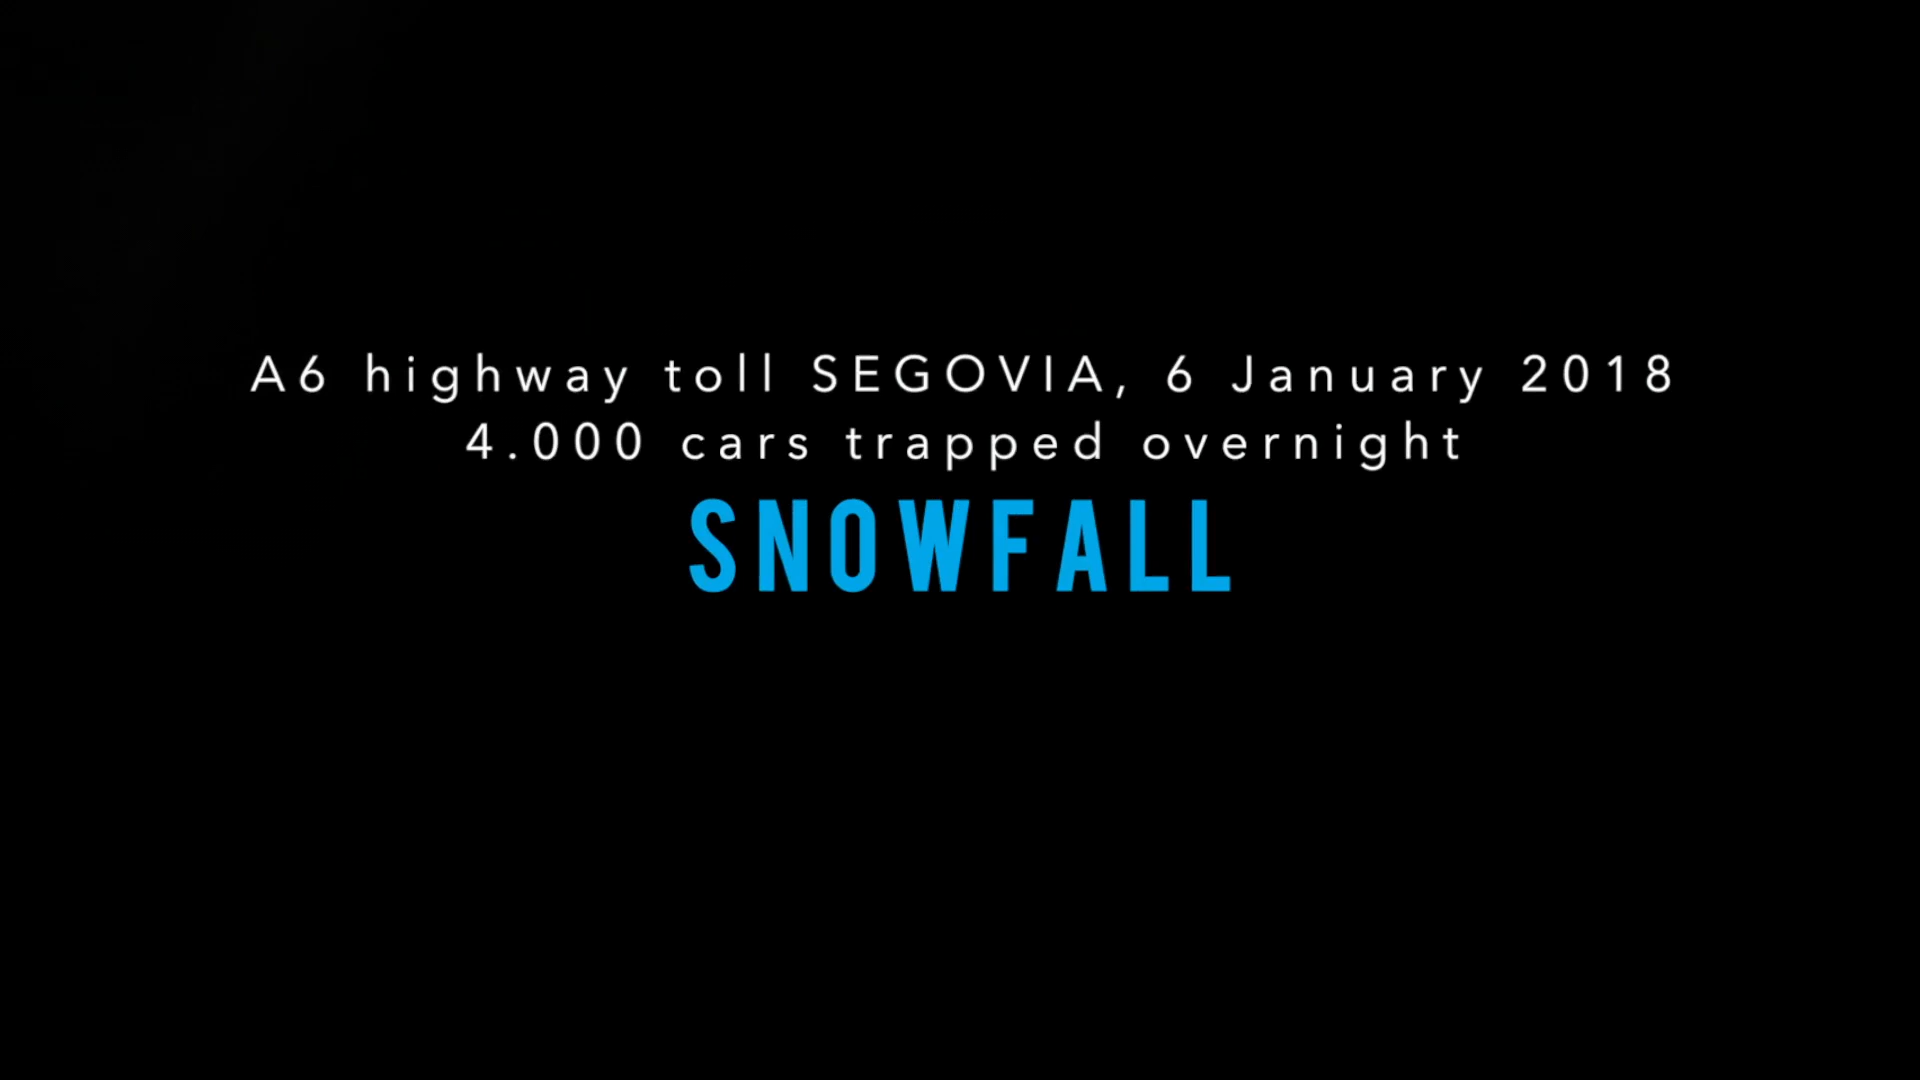 A6 highway toll SEGOVIA, 6 January 2018
4.000 cars trapped overnight
SNOWFALL